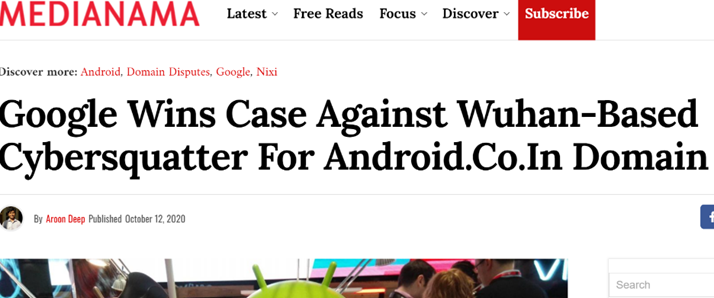 MEDIANAMA Latest Free Reads Focus Discover Subscribe
Discover more: Android, Domain Disputes, Google, Nixi
Google Wins Case Against Wuhan-Based
Cybersquatter For Android.Co.In Domain
By Aroon Deep Published October 12, 2020
Search